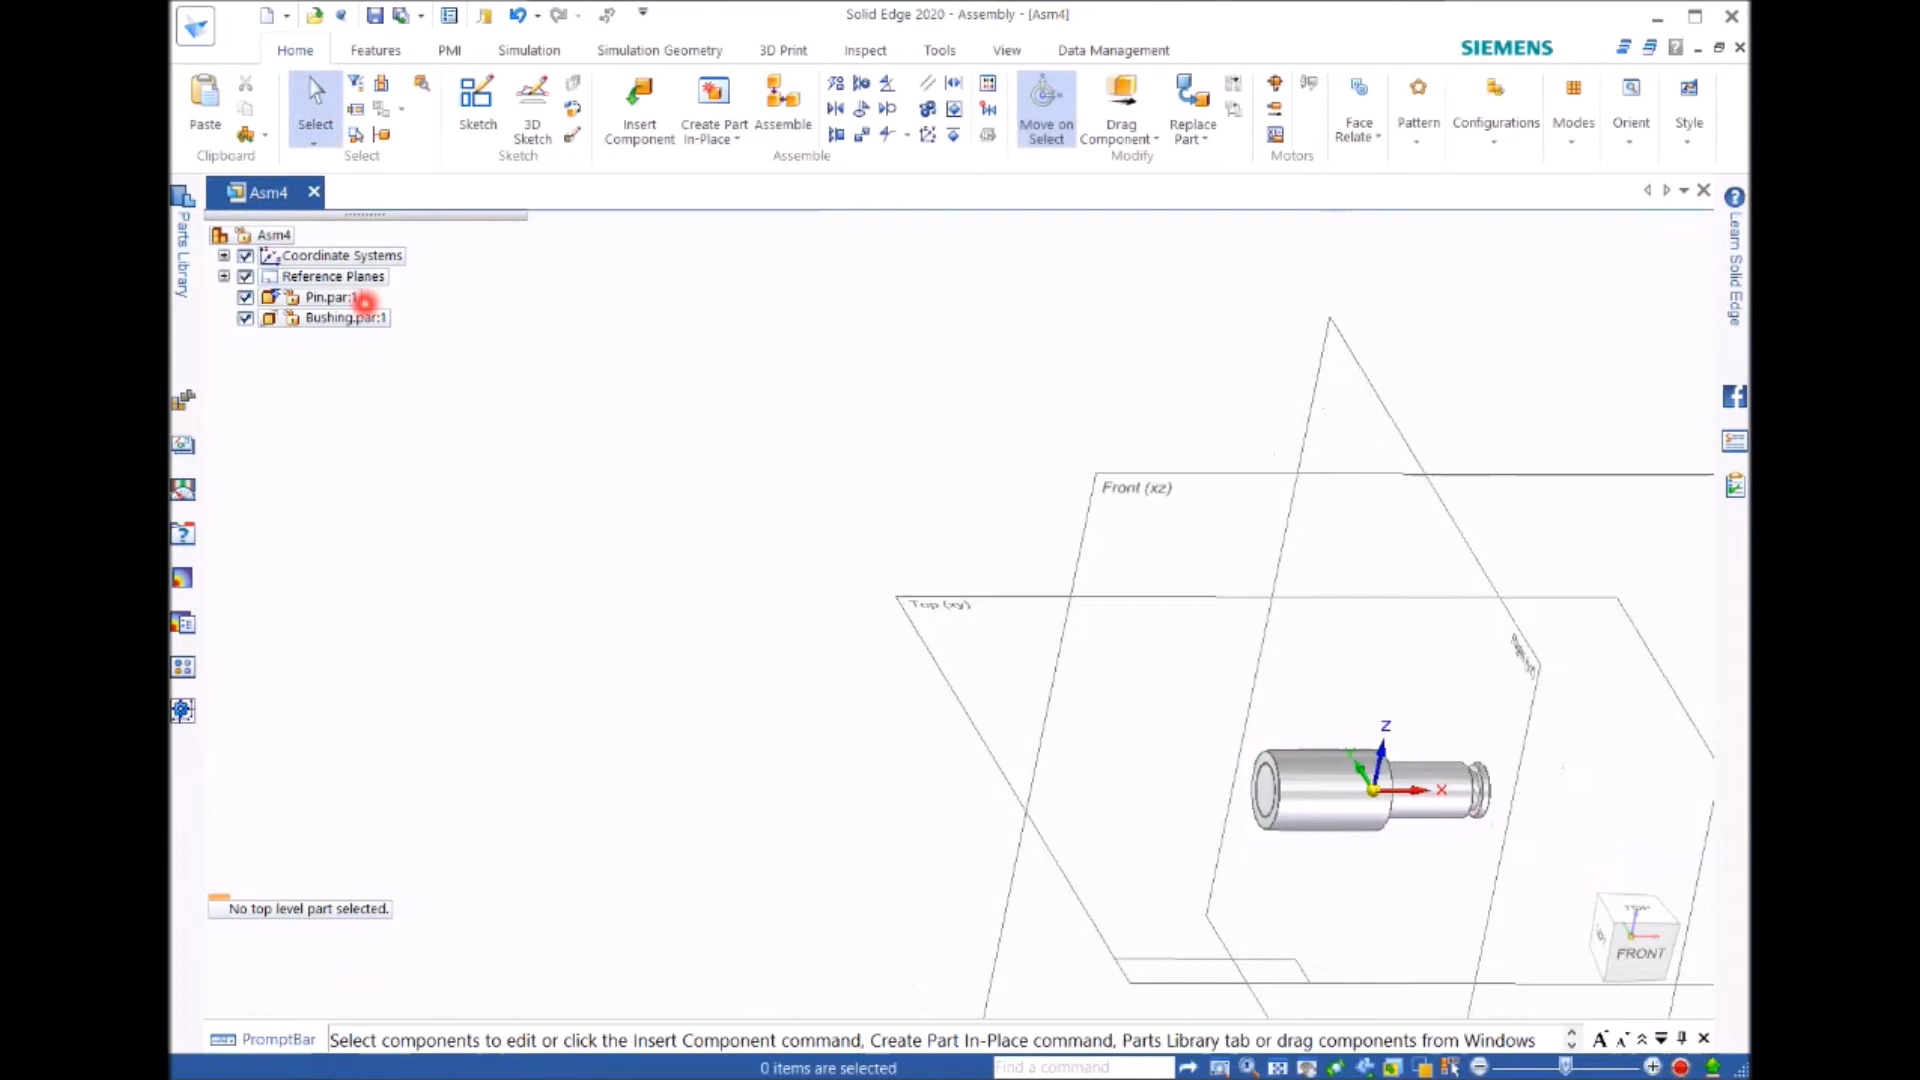 Solid Edge 2020 - Assembly - [Asm4]
Home Features PMI Simulation Simulation Geometry 3D Print Inspect Tools View Data Management
SIEMENS
Paste
Clipboard
Select
Select
Sketch
3D Sketch
Sketch
Insert Component
Create Part In-Place
Assemble
Assemble
Move on Select
Drag Component
Replace Part
Modify
Motors
Face Relate
Pattern
Configurations
Modes
Orient
Style
Asm4
Parts Library
Learn Solid Edge
Asm4
Coordinate Systems
Reference Planes
Pin.par:1
Bushing.par:1
Front (xz)
Top (xy)
Z
X
No top level part selected.
TOP
FRONT
PromptBar
Select components to edit or click the Insert Component command, Create Part In-Place command, Parts Library tab or drag components from Windows
0 items are selected
Find a command